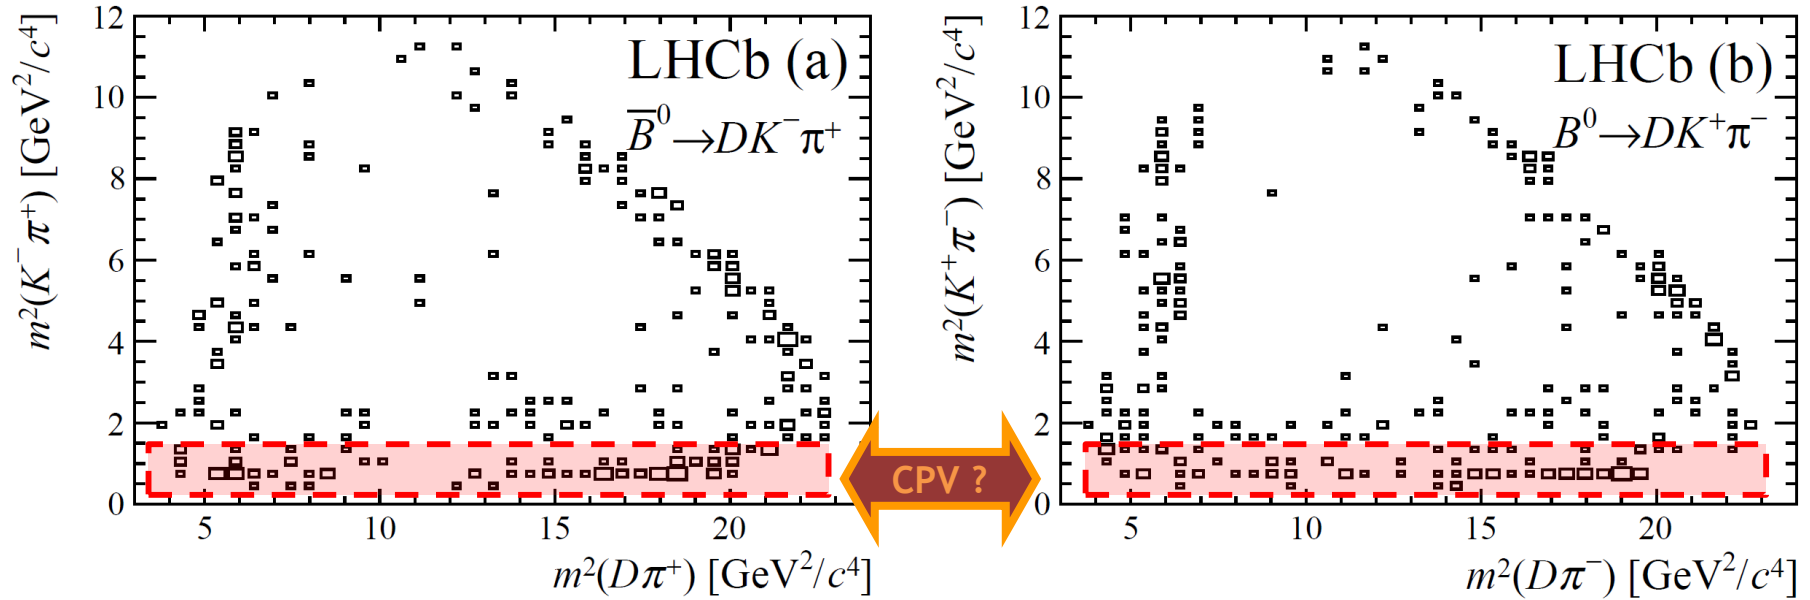 12
10
8
6
4
2
0
5
10
15
20
m²(K⁻π⁺) [GeV²/c⁴]
m²(Dπ⁺) [GeV²/c⁴]
LHCb (a)
B̅⁰→DK⁻π⁺
CPV ?
12
10
8
6
4
2
0
5
10
15
20
m²(K⁺π⁻) [GeV²/c⁴]
m²(Dπ⁻) [GeV²/c⁴]
LHCb (b)
B⁰→DK⁺π⁻